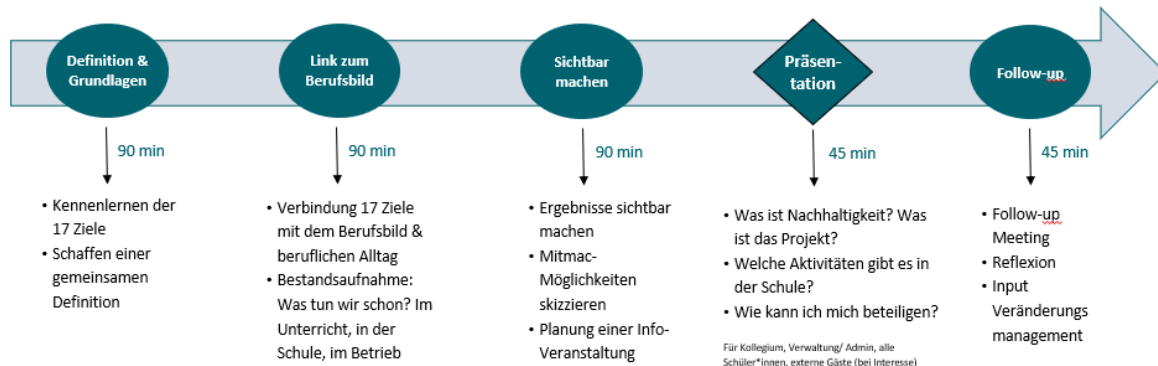 Definition &
Grundlagen
Link zum
Berufsbild
Sichtbar
machen
Präsen-
tation
Follow-up
90 min
90 min
90 min
45 min
45 min
• Kennenlernen der
17 Ziele
• Schaffen einer
gemeinsamen
Definition
• Verbindung 17 Ziele
mit dem Berufsbild &
beruflichen Alltag
• Bestandsaufnahme:
Was tun wir schon? Im
Unterricht, in der
Schule, im Betrieb
• Ergebnisse sichtbar
machen
• Mitmac-
Möglichkeiten
skizzieren
• Planung einer Info-
Veranstaltung
• Was ist Nachhaltigkeit? Was
ist das Projekt?
• Welche Aktivitäten gibt es in
der Schule?
• Wie kann ich mich beteiligen?
Für Kollegium, Verwaltung/ Admin, alle
Schüler*innen, externe Gäste (bei Interesse)
• Follow-up
Meeting
• Reflexion
• Input
Veränderungs
management